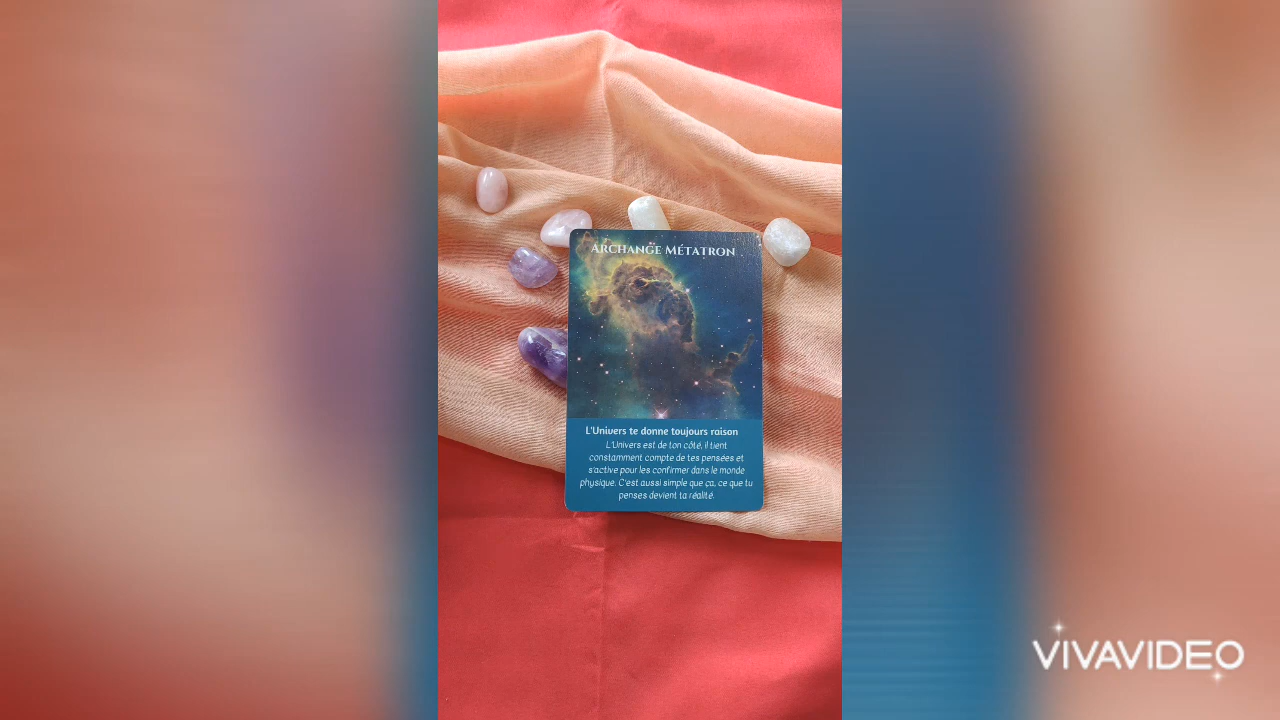 ARCHANGE MÉTATRON
L'Univers te donne toujours raison
L'Univers est de ton côté, il tient
constamment compte de tes pensées et
s'active pour les confirmer dans le monde
physique. C'est aussi simple que ça, ce que tu
penses devient ta réalité.
VIVAVIDEO